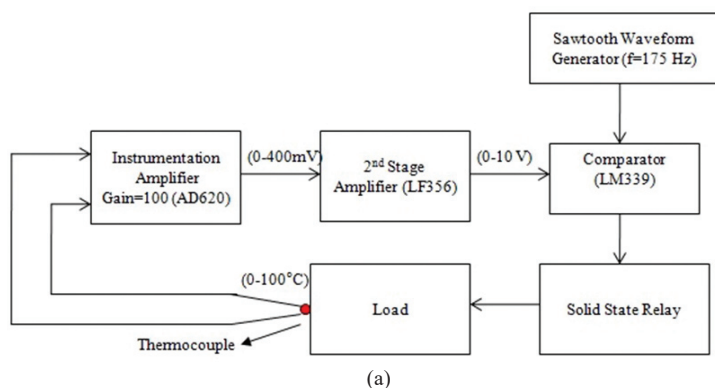 Sawtooth Waveform
Generator (f=175 Hz)
Instrumentation
Amplifier
Gain=100 (AD620)
(0-400mV)
2nd Stage
Amplifier (LF356)
(0-10 V)
Comparator
(LM339)
(0-100°C)
Load
Solid State Relay
Thermocouple
(a)